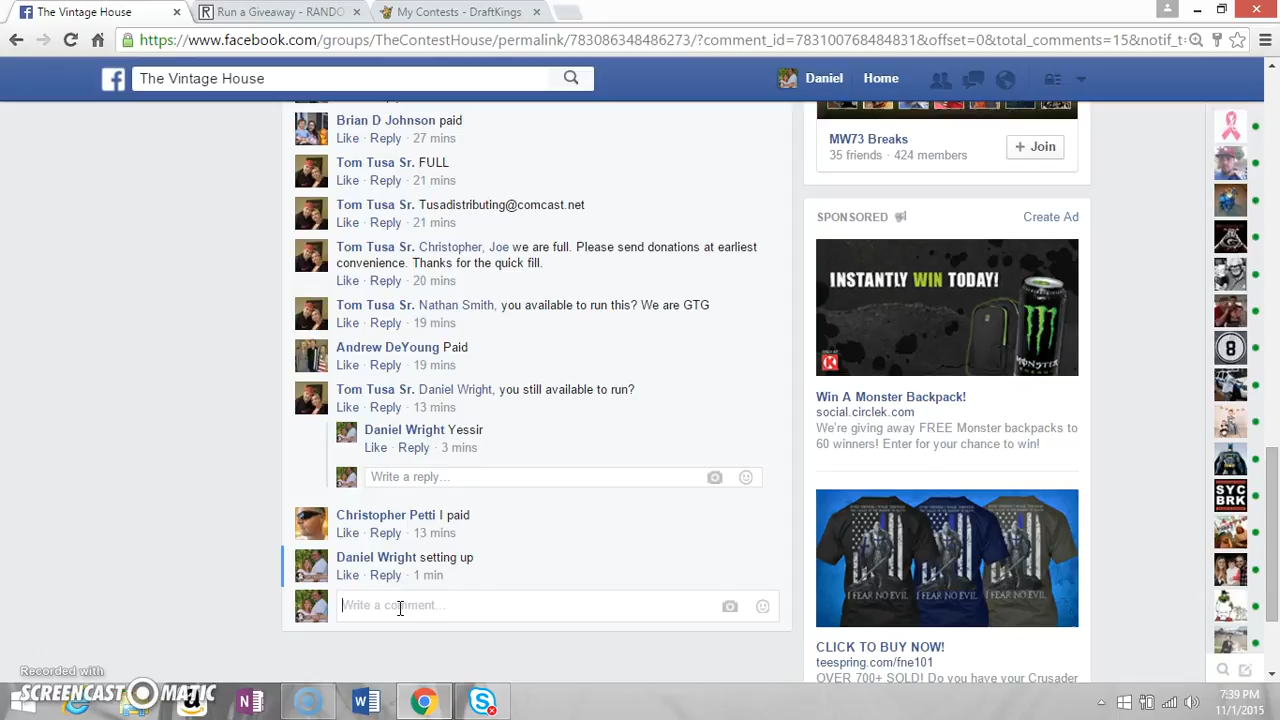 The Vintage House
Run a Giveaway - RANDO
My Contests - DraftKings
https://www.facebook.com/groups/TheContestHouse/permalink/783086348486273/?comment_id=783100768484831&offset=0&total_comments=15&notif_t=
The Vintage House
Daniel Home
Brian D Johnson paid
Like · Reply · 27 mins
Tom Tusa Sr. FULL
Like · Reply · 21 mins
Tom Tusa Sr. Tusadistributing@comcast.net
Like · Reply · 21 mins
Tom Tusa Sr. Christopher, Joe we are full. Please send donations at earliest
convenience. Thanks for the quick fill.
Like · Reply · 20 mins
Tom Tusa Sr. Nathan Smith, you available to run this? We are GTG
Like · Reply · 19 mins
Andrew DeYoung Paid
Like · Reply · 19 mins
Tom Tusa Sr. Daniel Wright, you still available to run?
Like · Reply · 13 mins
Daniel Wright Yessir
Like · Reply · 3 mins
Write a reply...
Christopher Petti I paid
Like · Reply · 13 mins
Daniel Wright setting up
Like · Reply · 1 min
Write a comment...
MW73 Breaks
35 friends · 424 members
+ Join
SPONSORED
Create Ad
INSTANTLY WIN TODAY!
MONSTER
Win A Monster Backpack!
social.circlek.com
We're giving away FREE Monster backpacks to
60 winners! Enter for your chance to win!
I FEAR NO EVIL
I FEAR NO EVIL
I FEAR NO EVIL
CLICK TO BUY NOW!
teespring.com/fne101
OVER 700+ SOLD! Do you have your Crusader
8
SYC
BRK
Recorded with
SCREENCAST-O-MATIC
7:39 PM
11/1/2015